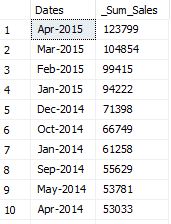 Dates _Sum_Sales
1 Apr-2015 123799
2 Mar-2015 104854
3 Feb-2015 99415
4 Jan-2015 94222
5 Dec-2014 71398
6 Oct-2014 66749
7 Jan-2014 61258
8 Sep-2014 55629
9 May-2014 53781
10 Apr-2014 53033